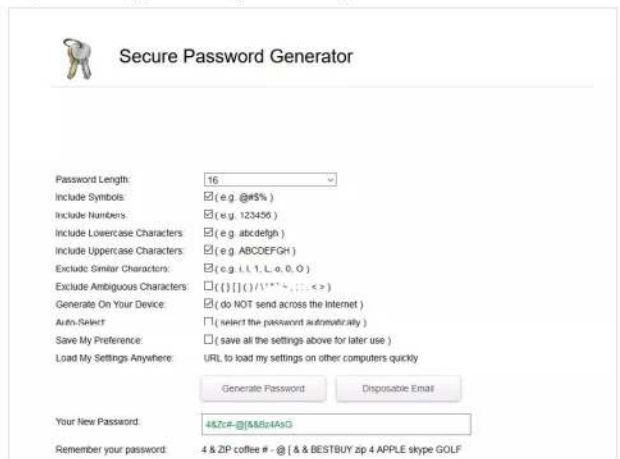 Secure Password Generator
Password Length: 16
Include Symbols: ( e.g. @#$% )
Include Numbers: ( e.g. 123456 )
Include Lowercase Characters: ( e.g. abcdefgh )
Include Uppercase Characters: ( e.g. ABCDEFGH )
Exclude Similar Characters: ( e.g. i, l, 1, L, o, 0, O )
Exclude Ambiguous Characters: ( { } [ ] ( ) / \ ' " ` ~ , ; : . < > )
Generate On Your Device: ( do NOT send across the Internet )
Auto-Select: ( select the password automatically )
Save My Preference: ( save all the settings above for later use )
Load My Settings Anywhere: URL to load my settings on other computers quickly
Generate Password Disposable Email
Your New Password: 4&Zc#-@[&&Bz4AsG
Remember your password: 4 & ZIP coffee # - @ [ & & BESTBUY zip 4 APPLE skype GOLF